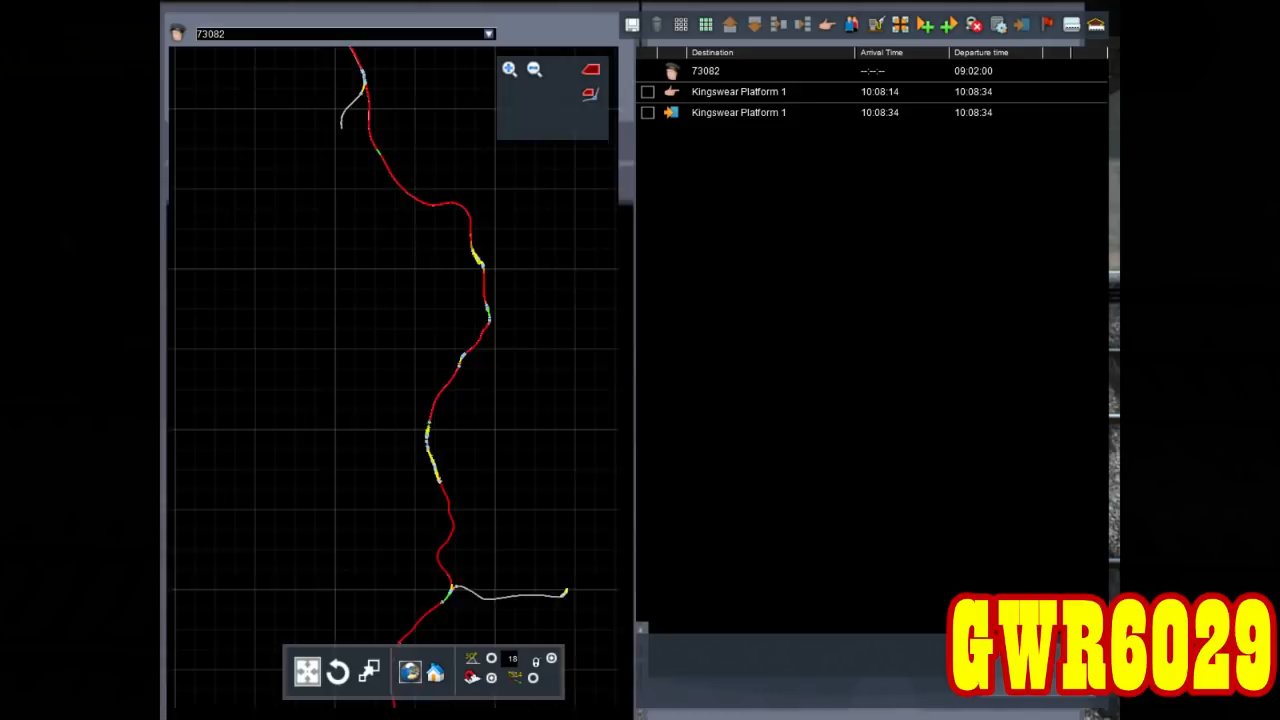 73082
Destination Arrival Time Departure time
73082 --:--:-- 09:02:00
Kingswear Platform 1 10:08:14 10:08:34
Kingswear Platform 1 10:08:34 10:08:34
18
GWR6029